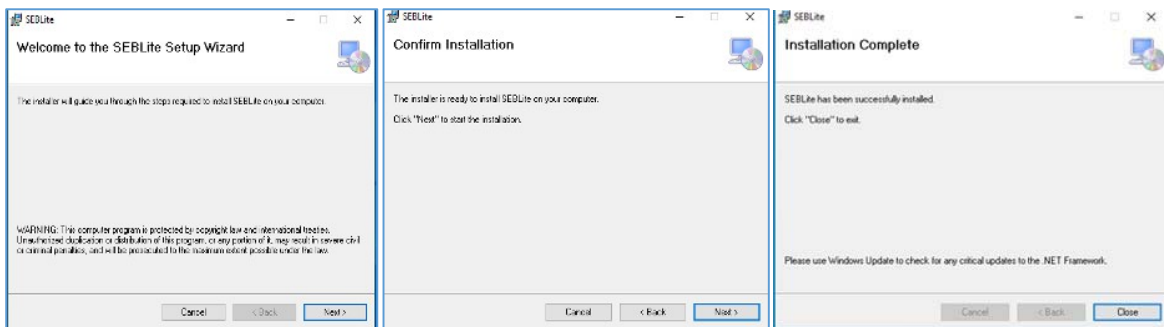 SEBLite
Welcome to the SEBLite Setup Wizard
The installer will guide you through the steps required to install SEBLite on your computer.
WARNING: This computer program is protected by copyright law and international treaties.
Unauthorized duplication or distribution of this program, or any portion of it, may result in severe civil
or criminal penalties, and will be prosecuted to the maximum extent possible under the law.
Cancel
< Back
Next >
SEBLite
Confirm Installation
The installer is ready to install SEBLite on your computer.
Click "Next" to start the installation.
Cancel
< Back
Next >
SEBLite
Installation Complete
SEBLite has been successfully installed.
Click "Close" to exit.
Please use Windows Update to check for any critical updates to the .NET Framework.
Cancel
< Back
Close